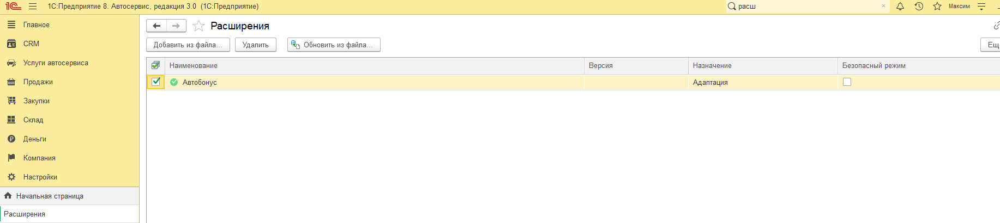 1С 1С:Предприятие 8. Автосервис, редакция 3.0 (1С:Предприятие) расш × Максим
Главное
CRM
Услуги автосервиса
Продажи
Закупки
Склад
Деньги
Компания
Настройки
Начальная страница
Расширения
Расширения
Добавить из файла... Удалить Обновить из файла... Ещ
Наименование Версия Назначение Безопасный режим
Автобонус Адаптация